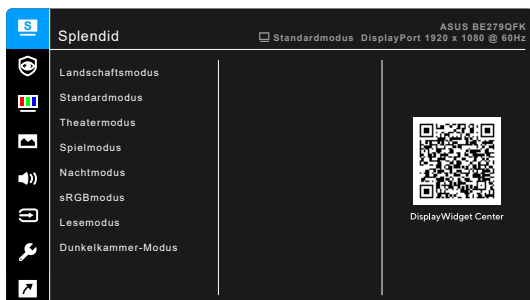 S
Splendid
ASUS BE279QFK
Standardmodus DisplayPort 1920 x 1080 @ 60Hz
Landschaftsmodus
Standardmodus
Theatermodus
Spielmodus
Nachtmodus
sRGBmodus
Lesemodus
Dunkelkammer-Modus
DisplayWidget Center